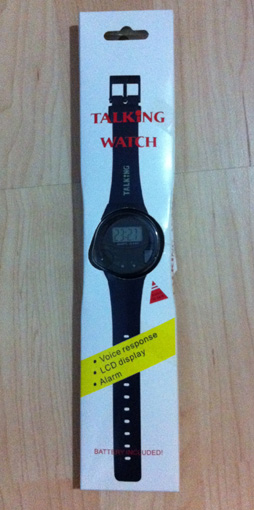 TALKING
WATCH
TALKING
• Voice response
• LCD display
• Alarm
BATTERY INCLUDED!